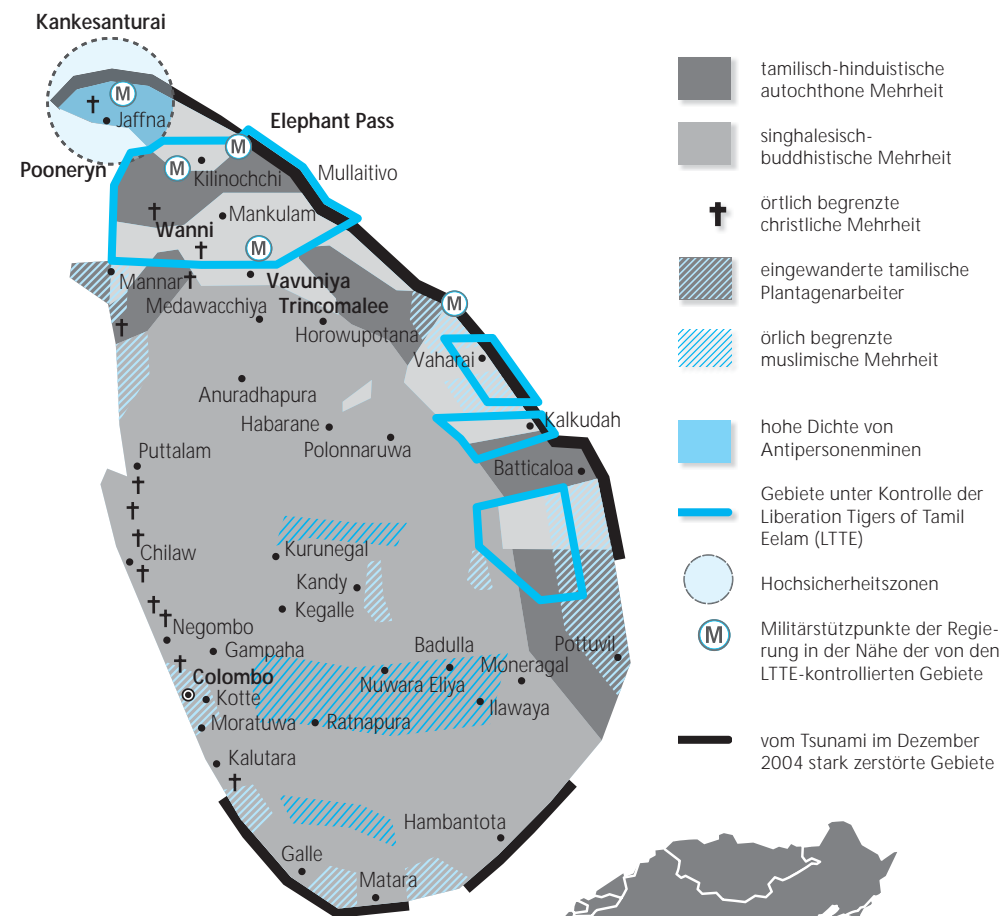 Kankesanturai
M
Jaffna
Elephant Pass
M
Pooneryn
M
Kilinochchi
Mullaitivo
Mankulam
Wanni
M
Mannar
Vavuniya
Medawacchiya
Trincomalee
M
Horowupotana
Vaharai
Anuradhapura
Habarane
Kalkudah
Polonnaruwa
Puttalam
Batticaloa
Chilaw
Kurunegal
Kandy
Kegalle
Negombo
Gampaha
Badulla
Pottuvil
Moneragal
Colombo
Nuwara Eliya
Kotte
Ilawaya
Moratuwa
Ratnapura
Kalutara
Hambantota
Galle
Matara
tamilisch-hinduistische
autochthone Mehrheit
singhalesisch-
buddhistische Mehrheit
örtlich begrenzte
christliche Mehrheit
eingewanderte tamilische
Plantagenarbeiter
örlich begrenzte
muslimische Mehrheit
hohe Dichte von
Antipersonenminen
Gebiete unter Kontrolle der
Liberation Tigers of Tamil
Eelam (LTTE)
Hochsicherheitszonen
M
Militärstützpunkte der Regie-
rung in der Nähe der von den
LTTE-kontrollierten Gebiete
vom Tsunami im Dezember
2004 stark zerstörte Gebiete